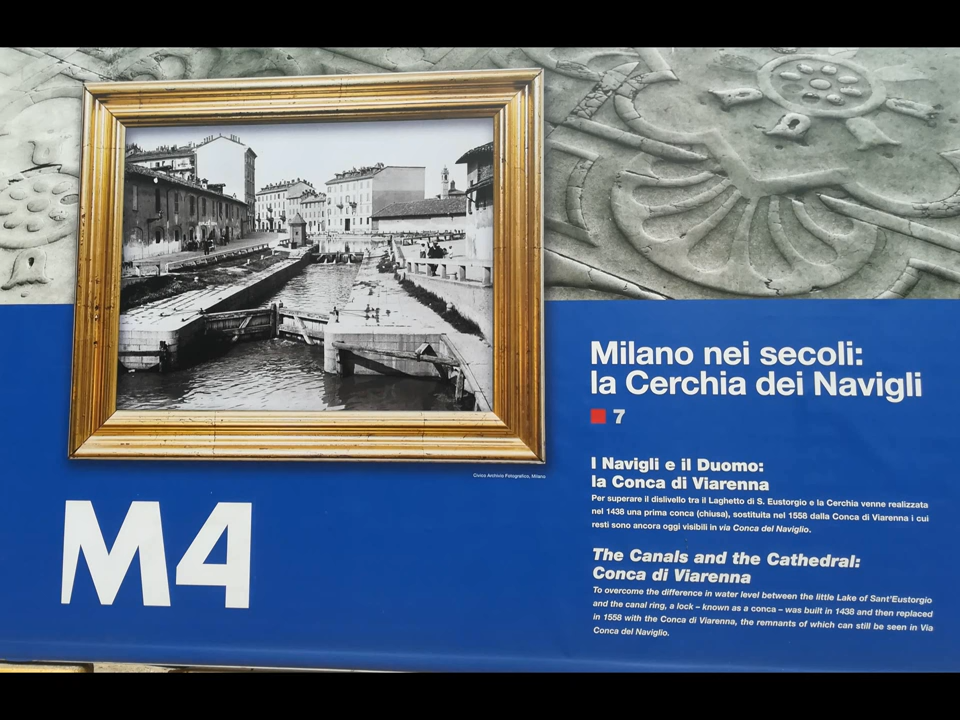 Civico Archivio Fotografico, Milano
M4
Milano nei secoli:
la Cerchia dei Navigli
7
I Navigli e il Duomo:
la Conca di Viarenna
Per superare il dislivello tra il Laghetto di S. Eustorgio e la Cerchia venne realizzata
nel 1438 una prima conca (chiusa), sostituita nel 1558 dalla Conca di Viarenna i cui
resti sono ancora oggi visibili in via Conca del Naviglio.
The Canals and the Cathedral:
Conca di Viarenna
To overcome the difference in water level between the little Lake of Sant'Eustorgio
and the canal ring, a lock – known as a conca – was built in 1438 and then replaced
in 1558 with the Conca di Viarenna, the remnants of which can still be seen in Via
Conca del Naviglio.